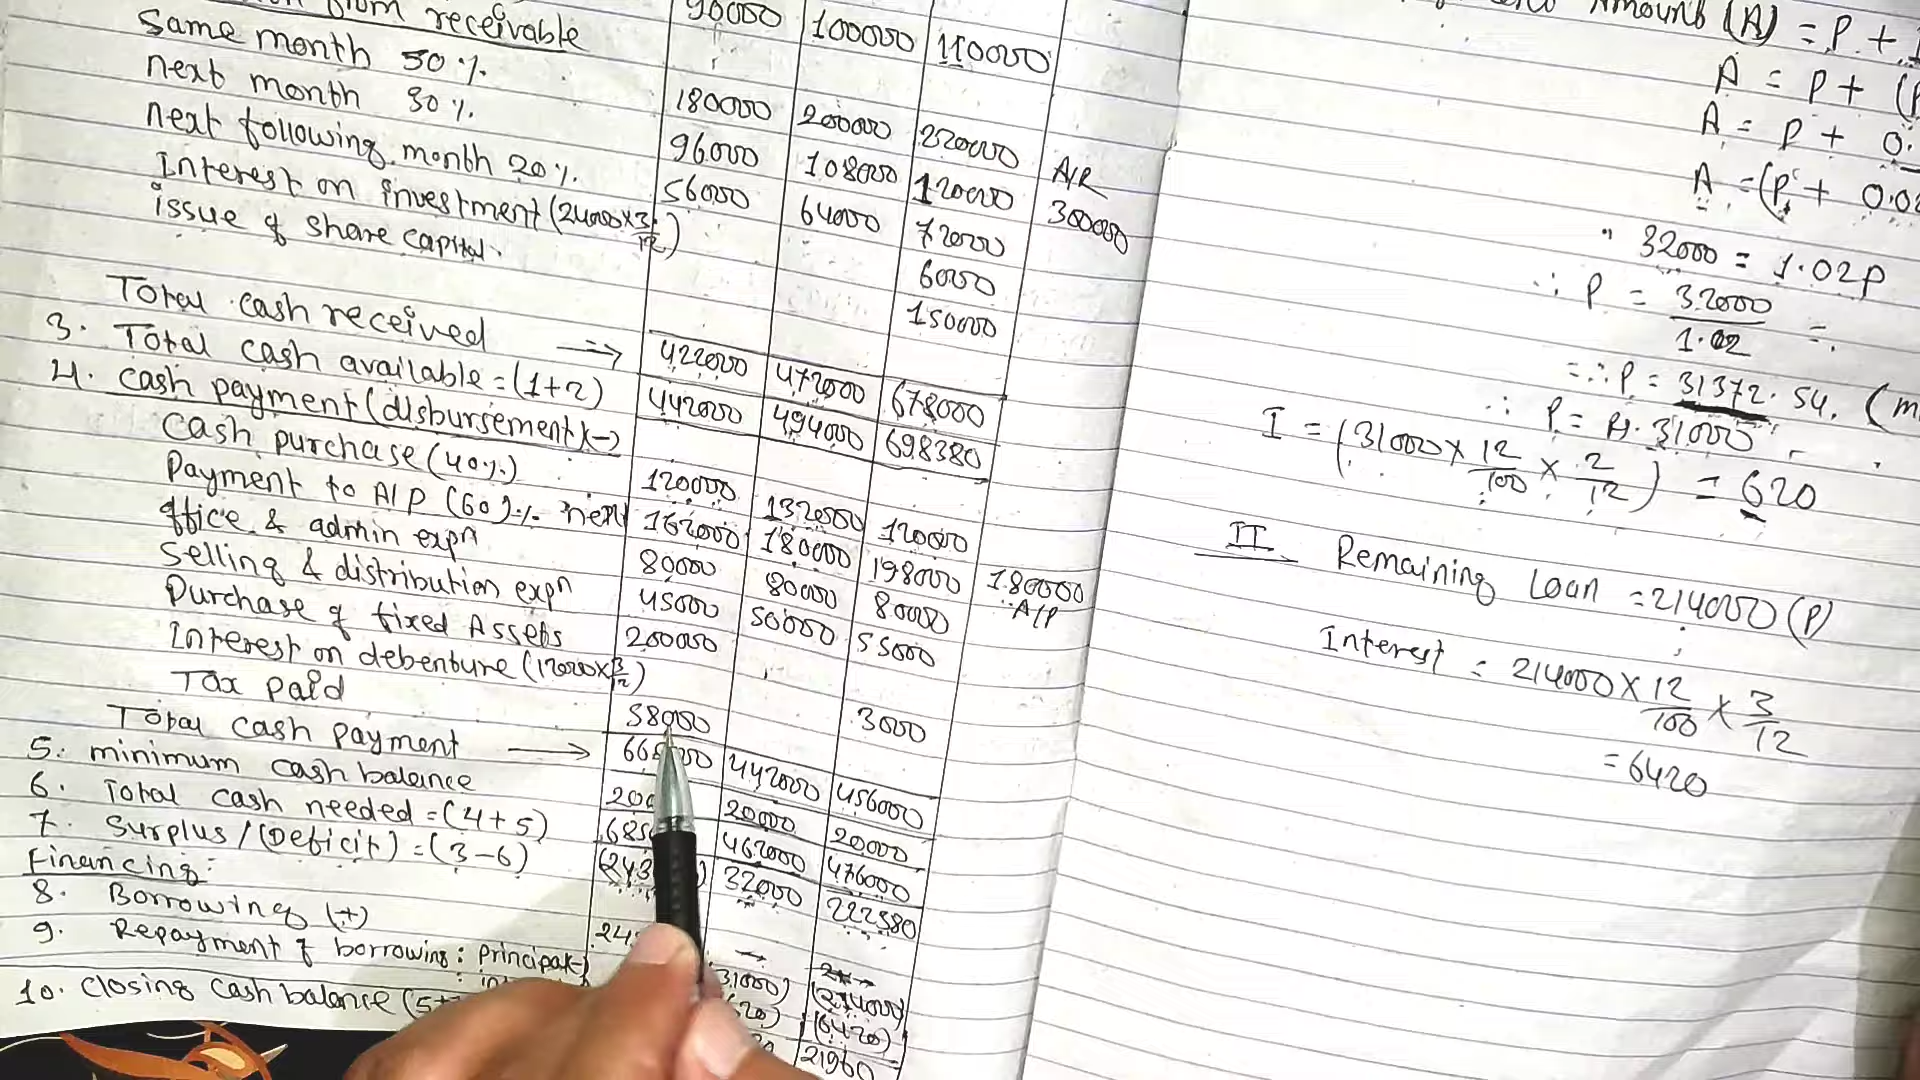 from receivable 90000 100000 110000
Same month 50%. 180000 200000 220000
next month 30%. 96000 108000 120000 A/R
next following month 20%. 56000 64000 72000 300000
Interest on investment (24000×3/12) 6000
issue of share capital. 150000
Total cash received → 422000 472000 678000
3. Total cash available = (1+2) 442000 494000 698380
4. cash payment (disbursement)(-)
cash purchase (40%) 120000 132000 120000
Payment to A/P (60)% next 162000 180000 198000 180000
office & admin expn 80000 80000 80000 A/P
Selling & distribution expn 45000 50000 55000
Purchase of fixed Assets 200000
Interest on debenture (12000×3/12) 3000
Tax paid 58000
Total cash payment → 442000 456000
5. minimum cash balance 20000 20000
6. Total cash needed = (4+5) 462000 476000
7. Surplus/(Deficit) = (3-6) 32000 222380
Financing:
8. Borrowing (+)
9. Repayment of borrowing: principal(-) 31000) (214000)
(6420)
10. closing cash balance 21960
Amount (A) = P +
A = P +
A = P + 0.
A = (P + 0.02
32000 = 1.02P
∴ P = 32000/1.02 =
= ∴ P = 31372.54.
∴ P = 31000
I = (31000 × 12/100 × 2/12) = 620
II Remaining Loan = 214000 (P)
Interest = 214000 × 12/100 × 3/12
= 6420